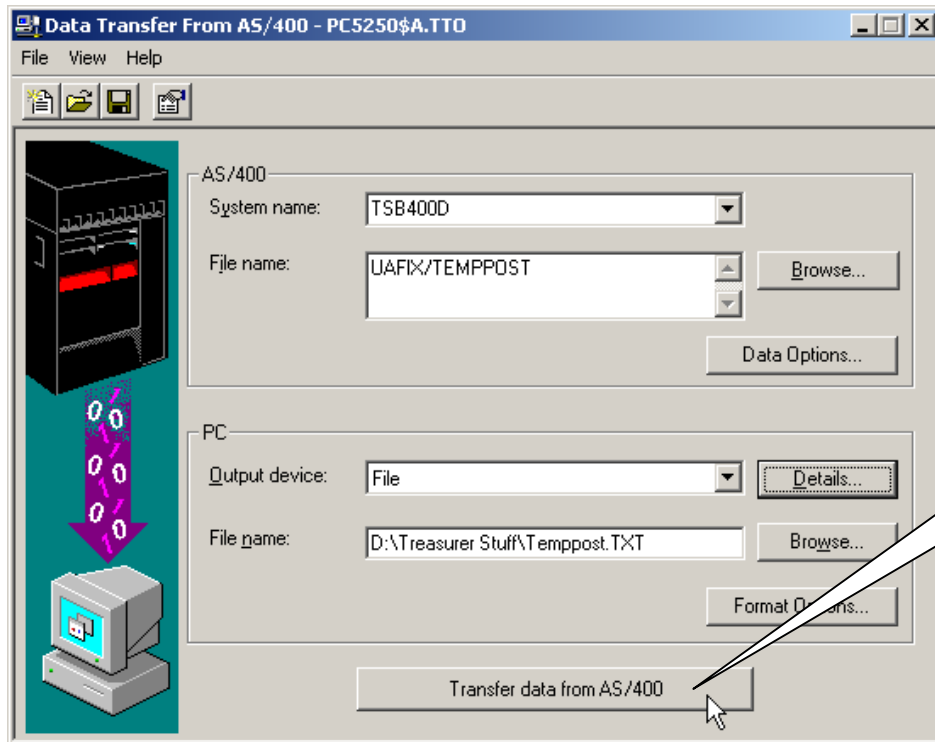 Data Transfer From AS/400 - PC5250$A.TTO
File View Help
AS/400
System name: TSB400D
File name: UAFIX/TEMPPOST Browse...
Data Options...
PC
Output device: File Details...
File name: D:\Treasurer Stuff\Temppost.TXT Browse...
Format Options...
Transfer data from AS/400